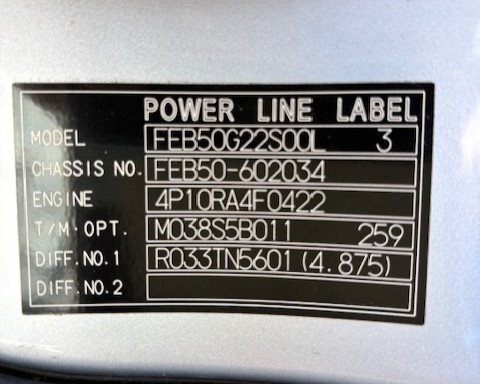 POWER LINE LABEL
MODEL FEB50G22S00L 3
CHASSIS NO. FEB50-602034
ENGINE 4P10RA4F0422
T/M·OPT. M038S5B011 259
DIFF.NO.1 R033TN5601 (4.875)
DIFF.NO.2